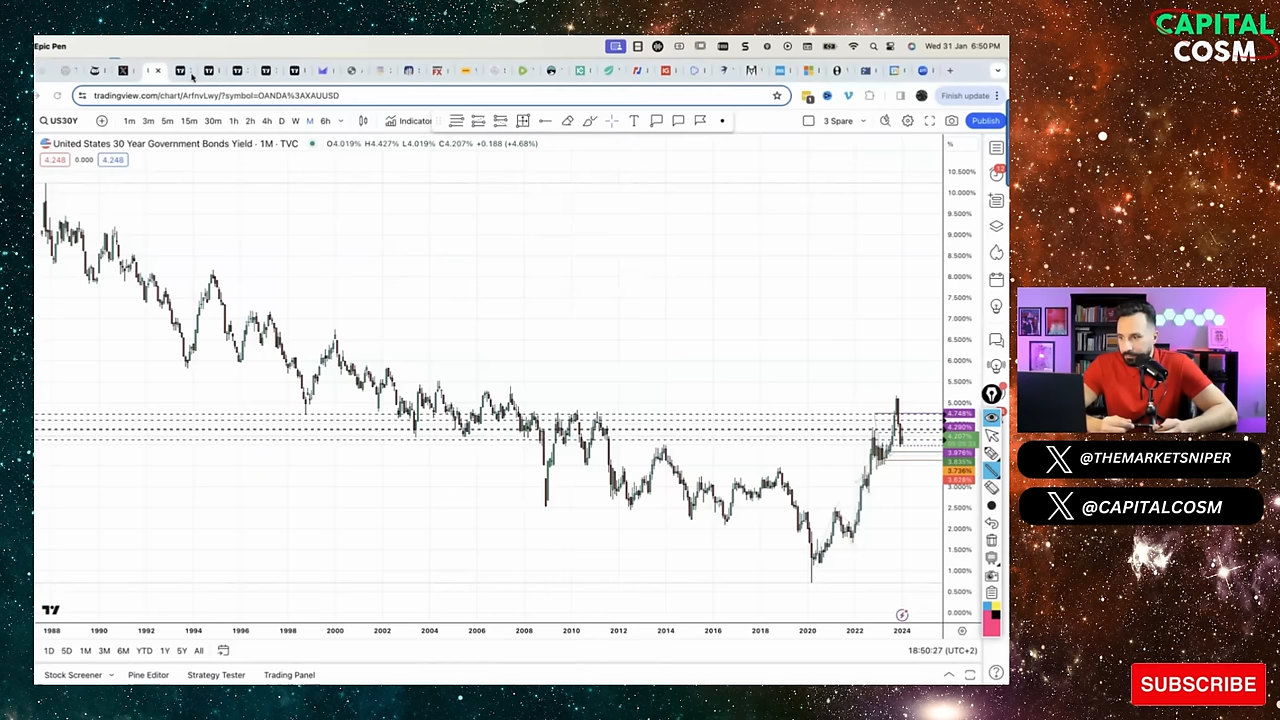 CAPITAL
COSM
Epic Pen
Wed 31 Jan 6:50PM
tradingview.com/chart/ArfnvLwy/?symbol=OANDA%3AXAUUSD
Finish update
US30Y
1m 3m 5m 15m 30m 1h 2h 4h D W M 6h
Indicator
3 Spare
Publish
United States 30 Year Government Bonds Yield · 1M · TVC
O4.019% H4.427% L4.019% C4.207% +0.188 (+4.68%)
%
4.248 0.000 4.248
10.500%
10.000%
9.500%
9.000%
8.500%
8.000%
7.500%
7.000%
6.500%
6.000%
5.500%
5.000%
4.748%
4.290%
4.207%
3.976%
3.835%
3.736%
3.628%
3.000%
2.500%
2.000%
1.500%
1.000%
0.500%
0.000%
1988 1990 1992 1994 1996 1998 2000 2002 2004 2006 2008 2010 2012 2014 2016 2018 2020 2022 2024
1D 5D 1M 3M 6M YTD 1Y 5Y All
18:50:27 (UTC+2)
Stock Screener Pine Editor Strategy Tester Trading Panel
@THEMARKETSNIPER
@CAPITALCOSM
SUBSCRIBE